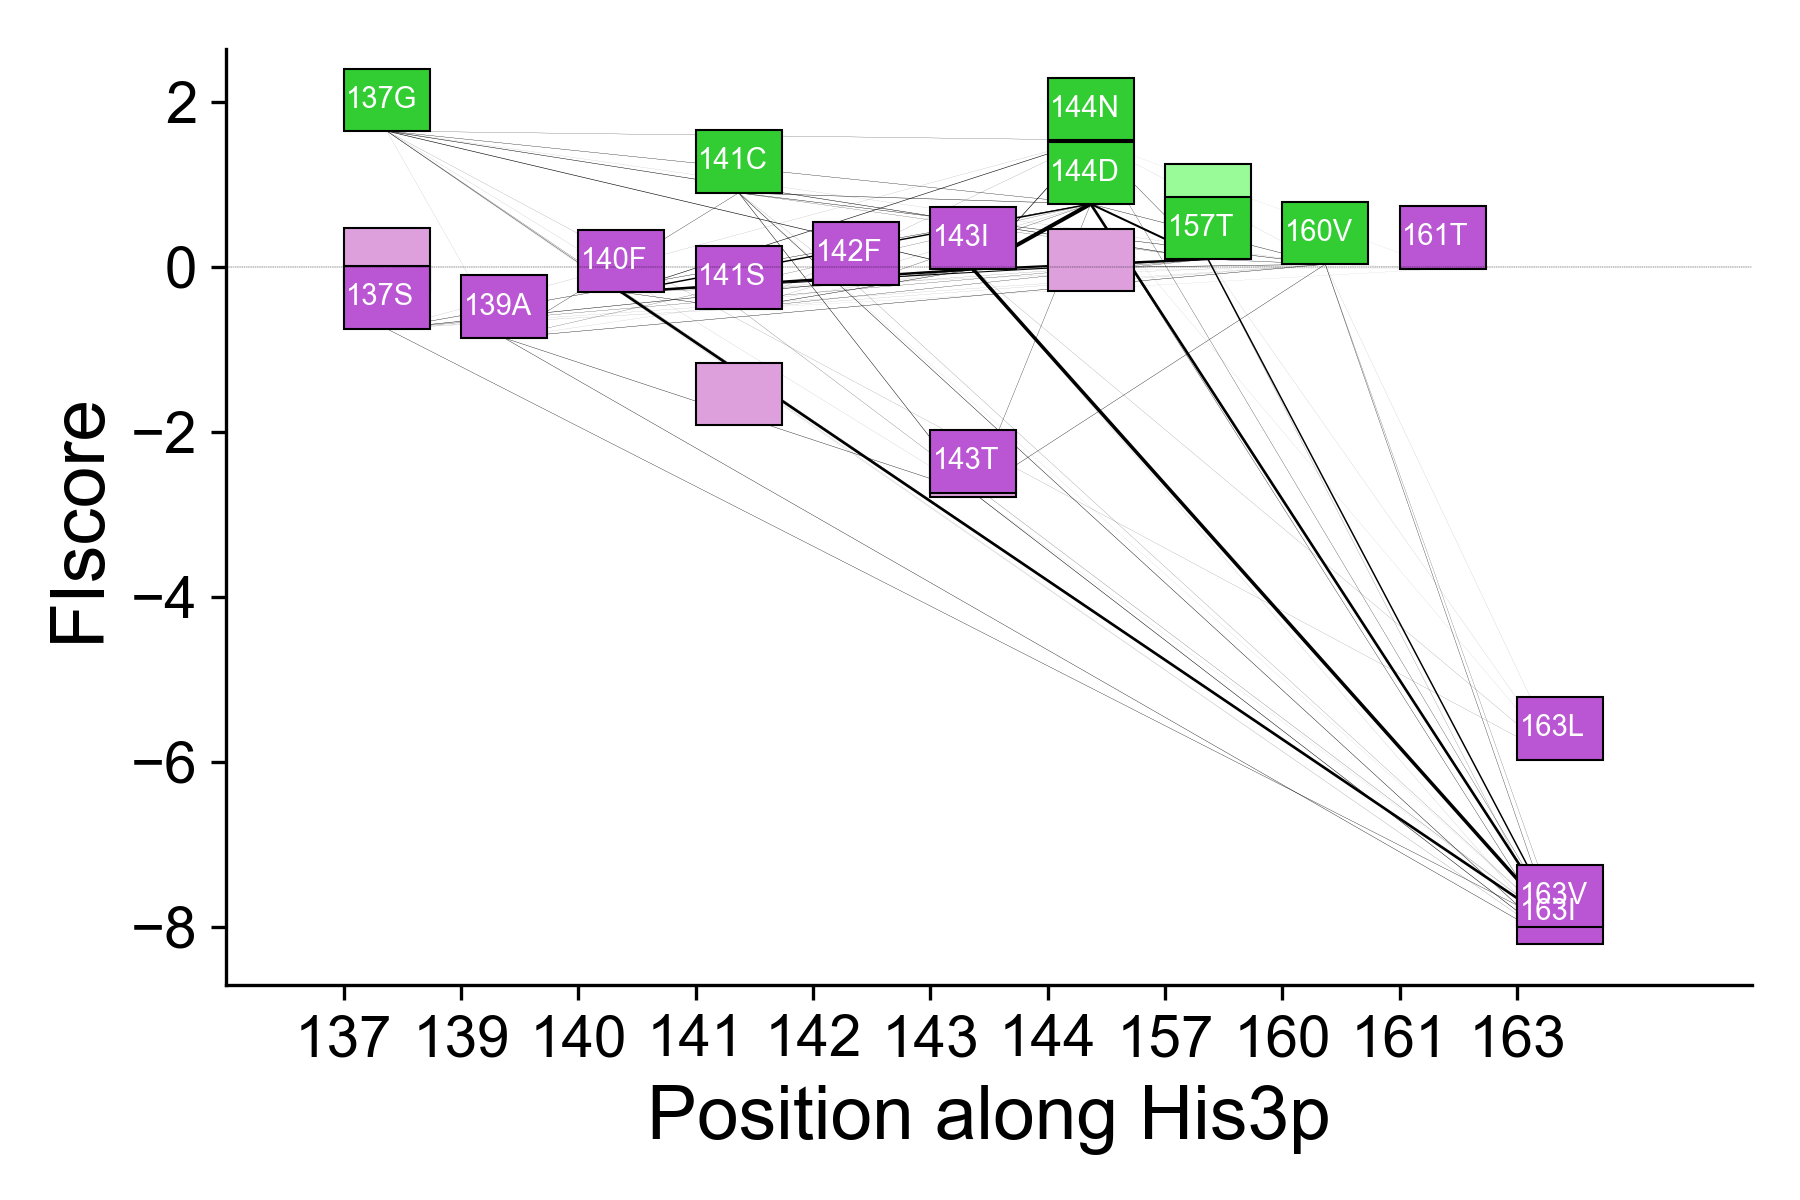 FIscore
2
0
−2
−4
−6
−8
137G
137S
139A
140F
141C
141S
142F
143I
143T
144N
144D
157T
160V
161T
163L
163V
163I
137 139 140 141 142 143 144 157 160 161 163
Position along His3p